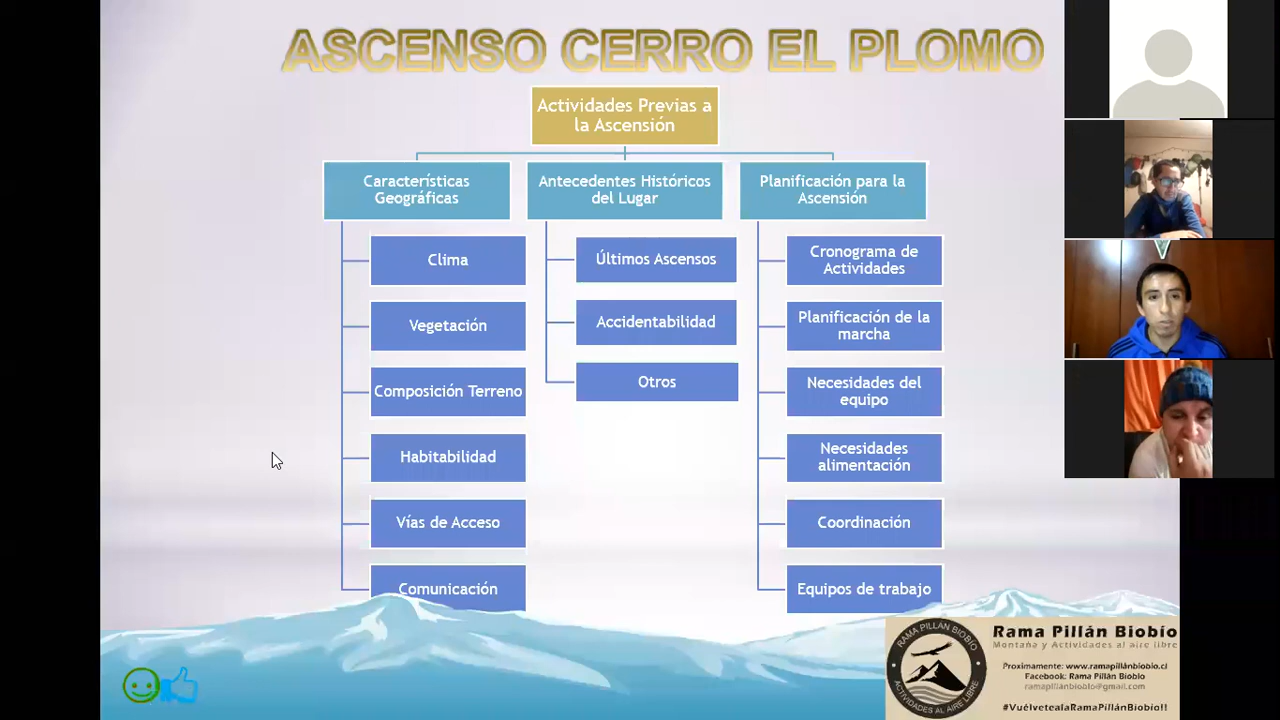 ASCENSO CERRO EL PLOMO
Actividades Previas a
la Ascensión
Características
Geográficas
Clima
Vegetación
Composición Terreno
Habitabilidad
Vías de Acceso
Comunicación
Antecedentes Históricos
del Lugar
Últimos Ascensos
Accidentabilidad
Otros
Planificación para la
Ascensión
Cronograma de
Actividades
Planificación de la
marcha
Necesidades del
equipo
Necesidades
alimentación
Coordinación
Equipos de trabajo
RAMA PILLÁN BIOBÍO
ACTIVIDADES AL AIRE LIBRE
Rama Pillán Biobío
Montaña y Actividades al aire libre
Proximamente: www.ramapillánbiobío.cl
Facebook: Rama Pillán Biobío
ramapillanbiobio@gmail.com
#VuélvetealaRamaPillánBiobío!!